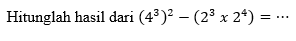 Hitunglah hasil dari (4³)² − (2³ x 2⁴) = ⋯